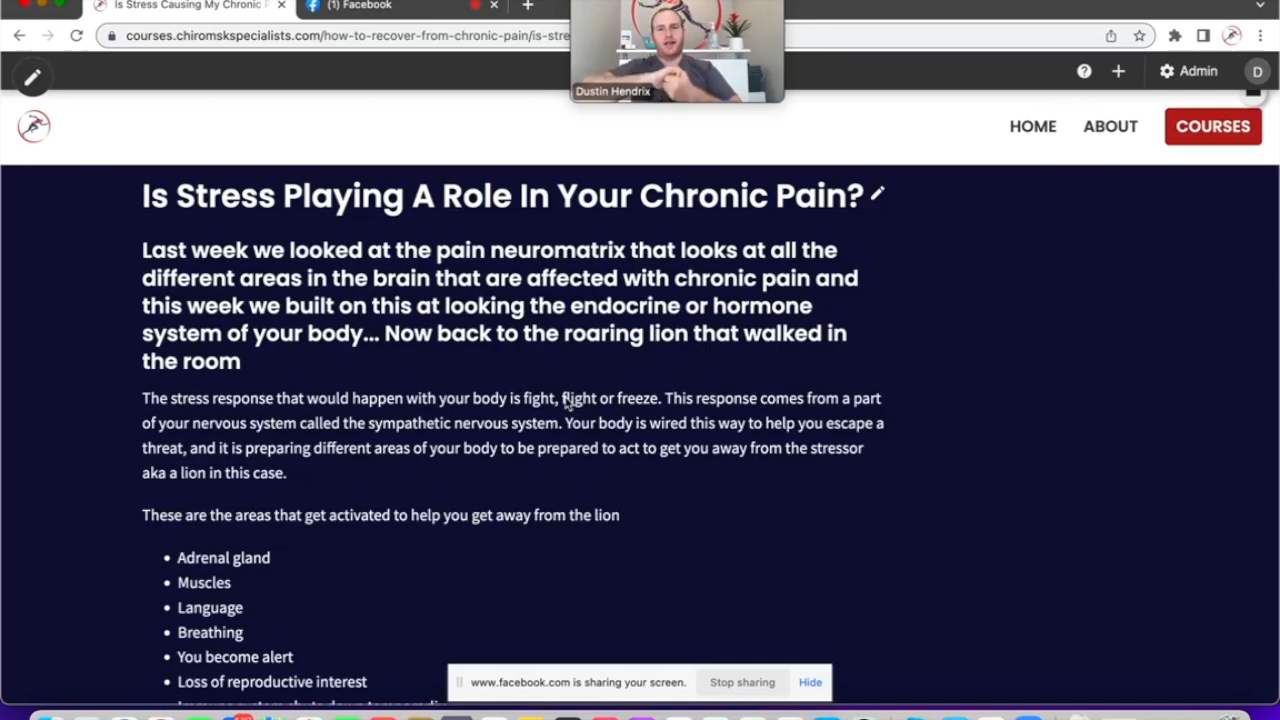 Is Stress Causing My Chronic
(1) Facebook
courses.chiromskspecialists.com/how-to-recover-from-chronic-pain/is-stre
Dustin Hendrix
Admin
D
HOME
ABOUT
COURSES
Is Stress Playing A Role In Your Chronic Pain?
Last week we looked at the pain neuromatrix that looks at all the
different areas in the brain that are affected with chronic pain and
this week we built on this at looking the endocrine or hormone
system of your body... Now back to the roaring lion that walked in
the room
The stress response that would happen with your body is fight, flight or freeze. This response comes from a part
of your nervous system called the sympathetic nervous system. Your body is wired this way to help you escape a
threat, and it is preparing different areas of your body to be prepared to act to get you away from the stressor
aka a lion in this case.
These are the areas that get activated to help you get away from the lion
• Adrenal gland
• Muscles
• Language
• Breathing
• You become alert
• Loss of reproductive interest
www.facebook.com is sharing your screen.
Stop sharing
Hide